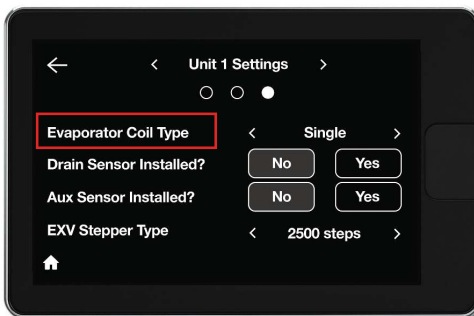 Unit 1 Settings
Evaporator Coil Type Single
Drain Sensor Installed? No Yes
Aux Sensor Installed? No Yes
EXV Stepper Type 2500 steps